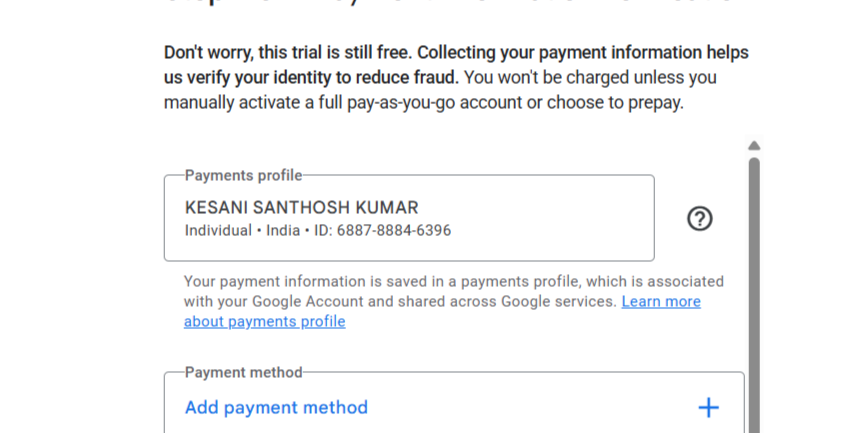 Don't worry, this trial is still free. Collecting your payment information helps
us verify your identity to reduce fraud. You won't be charged unless you
manually activate a full pay-as-you-go account or choose to prepay.
Payments profile
KESANI SANTHOSH KUMAR
Individual • India • ID: 6887-8884-6396
Your payment information is saved in a payments profile, which is associated
with your Google Account and shared across Google services. Learn more
about payments profile
Payment method
Add payment method